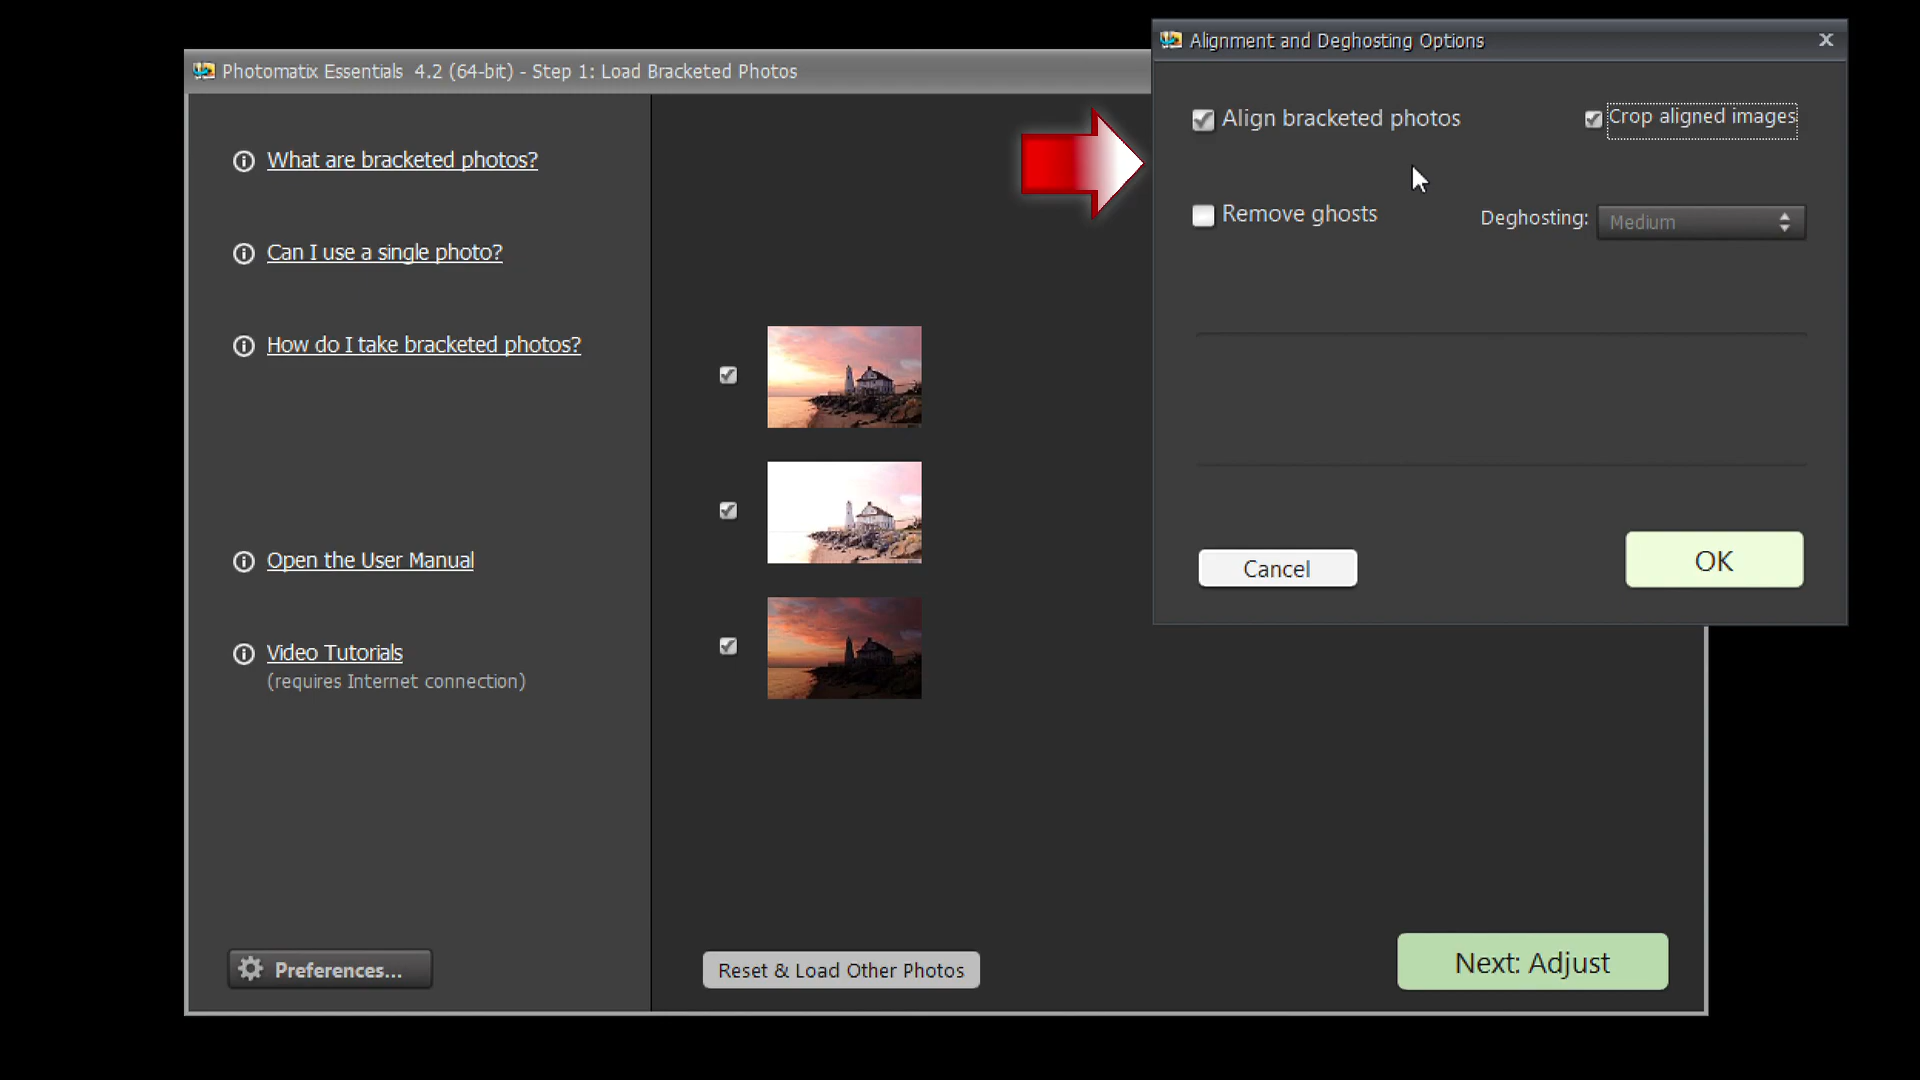 Photomatix Essentials 4.2 (64-bit) - Step 1: Load Bracketed Photos
What are bracketed photos?
Can I use a single photo?
How do I take bracketed photos?
Open the User Manual
Video Tutorials
(requires Internet connection)
Preferences...
Reset & Load Other Photos
Next: Adjust
Alignment and Deghosting Options
Align bracketed photos
Crop aligned images
Remove ghosts
Deghosting:
Medium
Cancel
OK